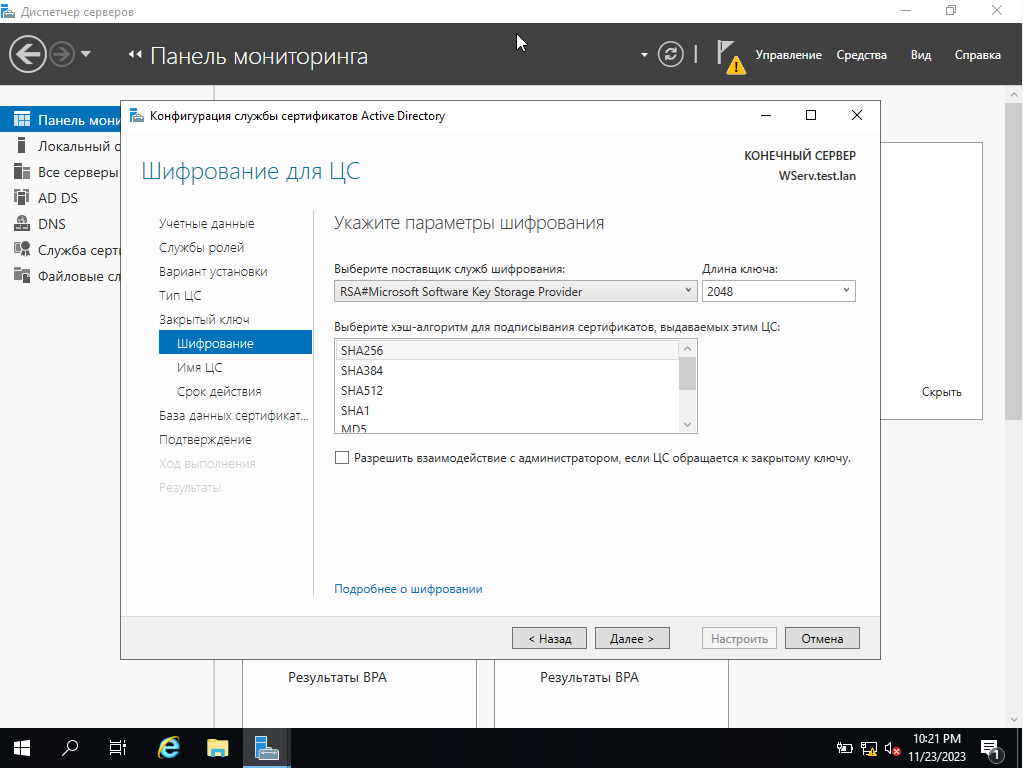 Диспетчер серверов
Панель мониторинга
Управление Средства Вид Справка
Панель
Локальный
Все серверы
AD DS
DNS
Служба
Файловые
Конфигурация службы сертификатов Active Directory
Шифрование для ЦС
КОНЕЧНЫЙ СЕРВЕР
WServ.test.lan
Учетные данные
Службы ролей
Вариант установки
Тип ЦС
Закрытый ключ
Шифрование
Имя ЦС
Срок действия
База данных сертификат...
Подтверждение
Ход выполнения
Результаты
Укажите параметры шифрования
Выберите поставщик служб шифрования: Длина ключа:
RSA#Microsoft Software Key Storage Provider 2048
Выберите хэш-алгоритм для подписывания сертификатов, выдаваемых этим ЦС:
SHA256
SHA384
SHA512
SHA1
MD5
Разрешить взаимодействие с администратором, если ЦС обращается к закрытому ключу.
Подробнее о шифровании
< Назад Далее > Настроить Отмена
Скрыть
Результаты BPA Результаты BPA
10:21 PM
11/23/2023
1